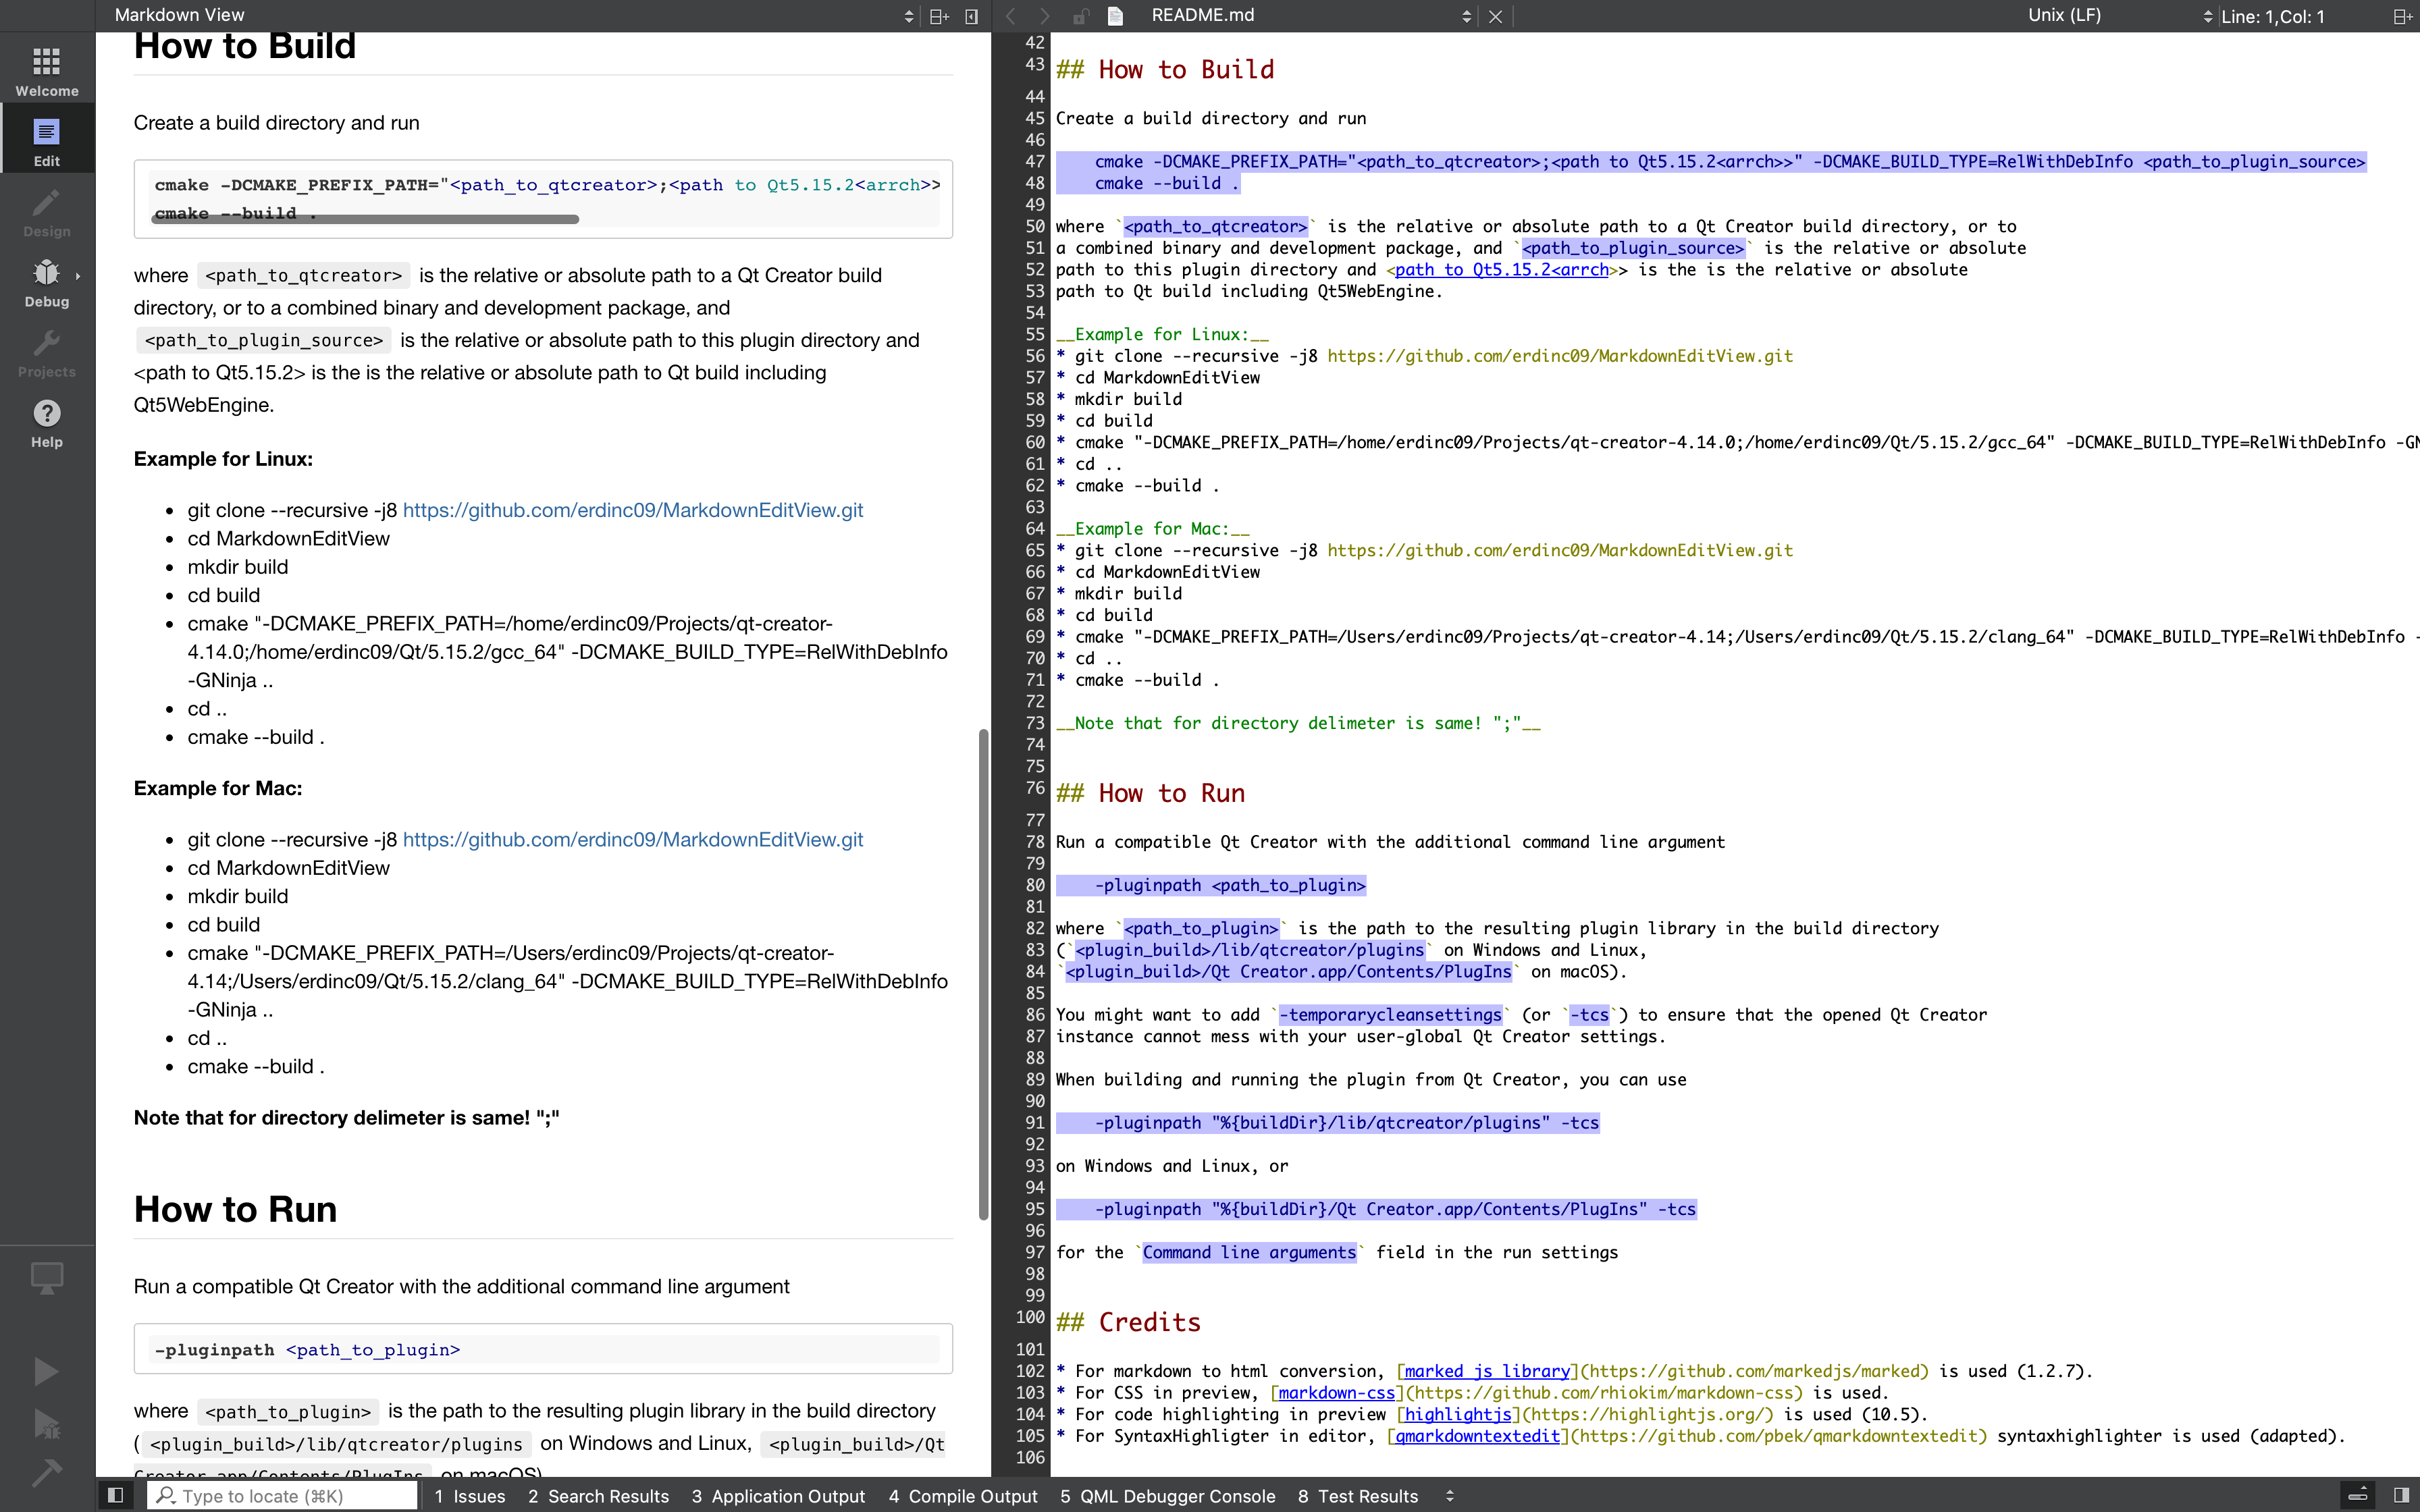 Markdown View
README.md
Unix (LF)
Line: 1,Col: 1
Welcome
Edit
Design
Debug
Projects
Help
How to Build
Create a build directory and run
cmake -DCMAKE_PREFIX_PATH="<path_to_qtcreator>;<path to Qt5.15.2<arrch>>
cmake --build .
where <path_to_qtcreator> is the relative or absolute path to a Qt Creator build
directory, or to a combined binary and development package, and
<path_to_plugin_source> is the relative or absolute path to this plugin directory and
<path to Qt5.15.2> is the is the relative or absolute path to Qt build including
Qt5WebEngine.
Example for Linux:
• git clone --recursive -j8 https://github.com/erdinc09/MarkdownEditView.git
• cd MarkdownEditView
• mkdir build
• cd build
• cmake "-DCMAKE_PREFIX_PATH=/home/erdinc09/Projects/qt-creator-
4.14.0;/home/erdinc09/Qt/5.15.2/gcc_64" -DCMAKE_BUILD_TYPE=RelWithDebInfo
-GNinja ..
• cd ..
• cmake --build .
Example for Mac:
• git clone --recursive -j8 https://github.com/erdinc09/MarkdownEditView.git
• cd MarkdownEditView
• mkdir build
• cd build
• cmake "-DCMAKE_PREFIX_PATH=/Users/erdinc09/Projects/qt-creator-
4.14;/Users/erdinc09/Qt/5.15.2/clang_64" -DCMAKE_BUILD_TYPE=RelWithDebInfo
-GNinja ..
• cd ..
• cmake --build .
Note that for directory delimeter is same! ";"
How to Run
Run a compatible Qt Creator with the additional command line argument
-pluginpath <path_to_plugin>
where <path_to_plugin> is the path to the resulting plugin library in the build directory
( <plugin_build>/lib/qtcreator/plugins on Windows and Linux, <plugin_build>/Qt
Creator.app/Contents/PlugIns on macOS).
42
43 ## How to Build
44
45 Create a build directory and run
46
47 cmake -DCMAKE_PREFIX_PATH="<path_to_qtcreator>;<path to Qt5.15.2<arrch>>" -DCMAKE_BUILD_TYPE=RelWithDebInfo <path_to_plugin_source>
48 cmake --build .
49
50 where `<path_to_qtcreator>` is the relative or absolute path to a Qt Creator build directory, or to
51 a combined binary and development package, and `<path_to_plugin_source>` is the relative or absolute
52 path to this plugin directory and <path to Qt5.15.2<arrch>> is the is the relative or absolute
53 path to Qt build including Qt5WebEngine.
54
55 __Example for Linux:__
56 * git clone --recursive -j8 https://github.com/erdinc09/MarkdownEditView.git
57 * cd MarkdownEditView
58 * mkdir build
59 * cd build
60 * cmake "-DCMAKE_PREFIX_PATH=/home/erdinc09/Projects/qt-creator-4.14.0;/home/erdinc09/Qt/5.15.2/gcc_64" -DCMAKE_BUILD_TYPE=RelWithDebInfo -GN
61 * cd ..
62 * cmake --build .
63
64 __Example for Mac:__
65 * git clone --recursive -j8 https://github.com/erdinc09/MarkdownEditView.git
66 * cd MarkdownEditView
67 * mkdir build
68 * cd build
69 * cmake "-DCMAKE_PREFIX_PATH=/Users/erdinc09/Projects/qt-creator-4.14;/Users/erdinc09/Qt/5.15.2/clang_64" -DCMAKE_BUILD_TYPE=RelWithDebInfo -
70 * cd ..
71 * cmake --build .
72
73 __Note that for directory delimeter is same! ";"__
74
75
76 ## How to Run
77
78 Run a compatible Qt Creator with the additional command line argument
79
80 -pluginpath <path_to_plugin>
81
82 where `<path_to_plugin>` is the path to the resulting plugin library in the build directory
83 (`<plugin_build>/lib/qtcreator/plugins` on Windows and Linux,
84 `<plugin_build>/Qt Creator.app/Contents/PlugIns` on macOS).
85
86 You might want to add `-temporarycleansettings` (or `-tcs`) to ensure that the opened Qt Creator
87 instance cannot mess with your user-global Qt Creator settings.
88
89 When building and running the plugin from Qt Creator, you can use
90
91 -pluginpath "%{buildDir}/lib/qtcreator/plugins" -tcs
92
93 on Windows and Linux, or
94
95 -pluginpath "%{buildDir}/Qt Creator.app/Contents/PlugIns" -tcs
96
97 for the `Command line arguments` field in the run settings
98
99
100 ## Credits
101
102 * For markdown to html conversion, [marked js library](https://github.com/markedjs/marked) is used (1.2.7).
103 * For CSS in preview, [markdown-css](https://github.com/rhiokim/markdown-css) is used.
104 * For code highlighting in preview [highlightjs](https://highlightjs.org/) is used (10.5).
105 * For SyntaxHighligter in editor, [qmarkdowntextedit](https://github.com/pbek/qmarkdowntextedit) syntaxhighlighter is used (adapted).
106
Type to locate (⌘K)
1 Issues
2 Search Results
3 Application Output
4 Compile Output
5 QML Debugger Console
8 Test Results